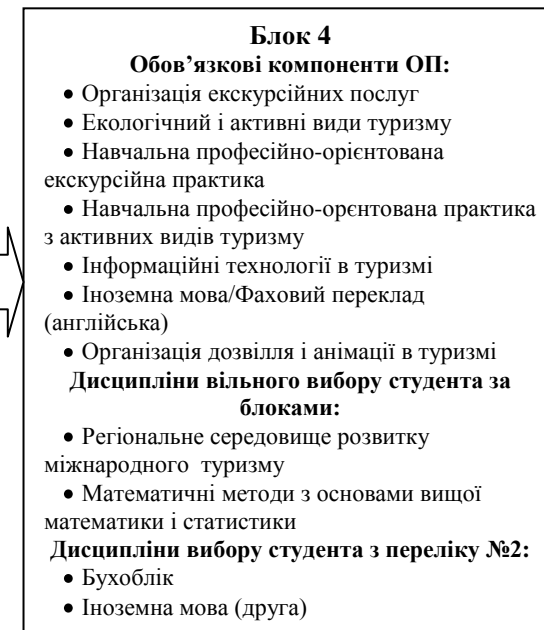 Блок 4
Обов’язкові компоненти ОП:
• Організація екскурсійних послуг
• Екологічний і активні види туризму
• Навчальна професійно-орієнтована
екскурсійна практика
• Навчальна професійно-орєнтована практика
з активних видів туризму
• Інформаційні технології в туризмі
• Іноземна мова/Фаховий переклад
(англійська)
• Організація дозвілля і анімації в туризмі
Дисципліни вільного вибору студента за
блоками:
• Регіональне середовище розвитку
міжнародного туризму
• Математичні методи з основами вищої
математики і статистики
Дисципліни вибору студента з переліку №2:
• Бухоблік
• Іноземна мова (друга)